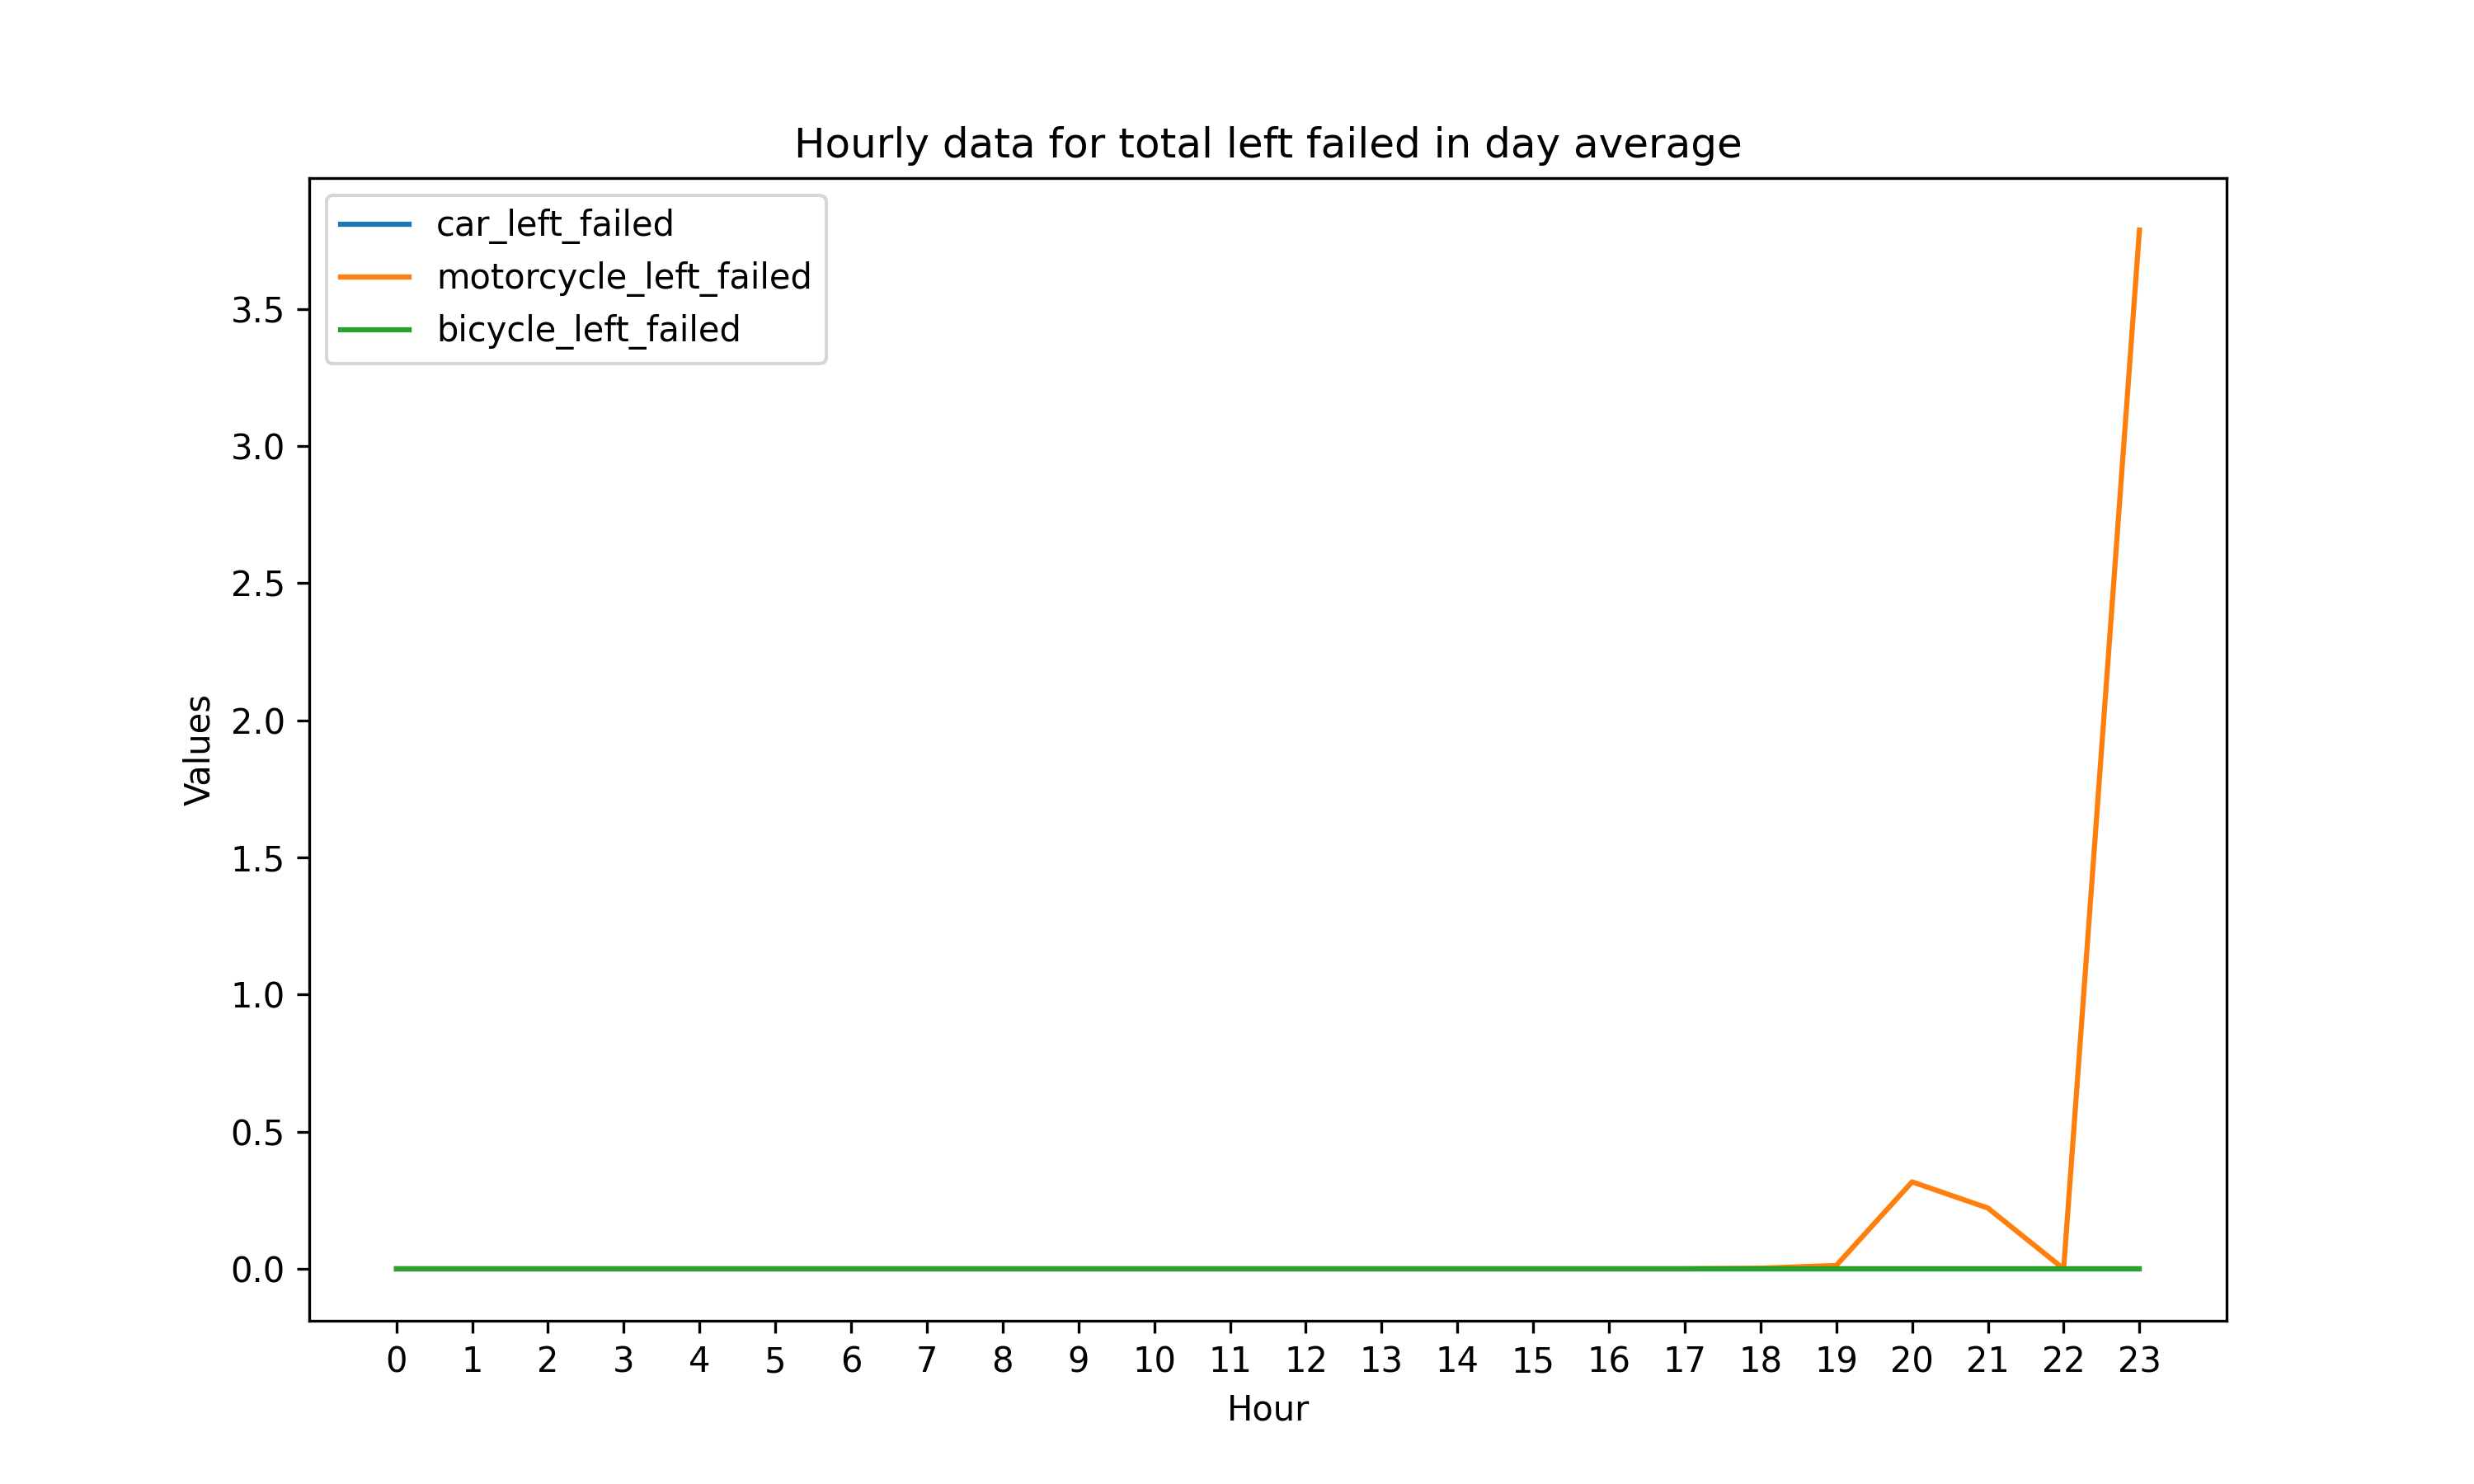 Hourly data for total left failed in day average
car_left_failed
motorcycle_left_failed
bicycle_left_failed
3.5
3.0
2.5
2.0
1.5
1.0
0.5
0.0
Values
0 1 2 3 4 5 6 7 8 9 10 11 12 13 14 15 16 17 18 19 20 21 22 23
Hour